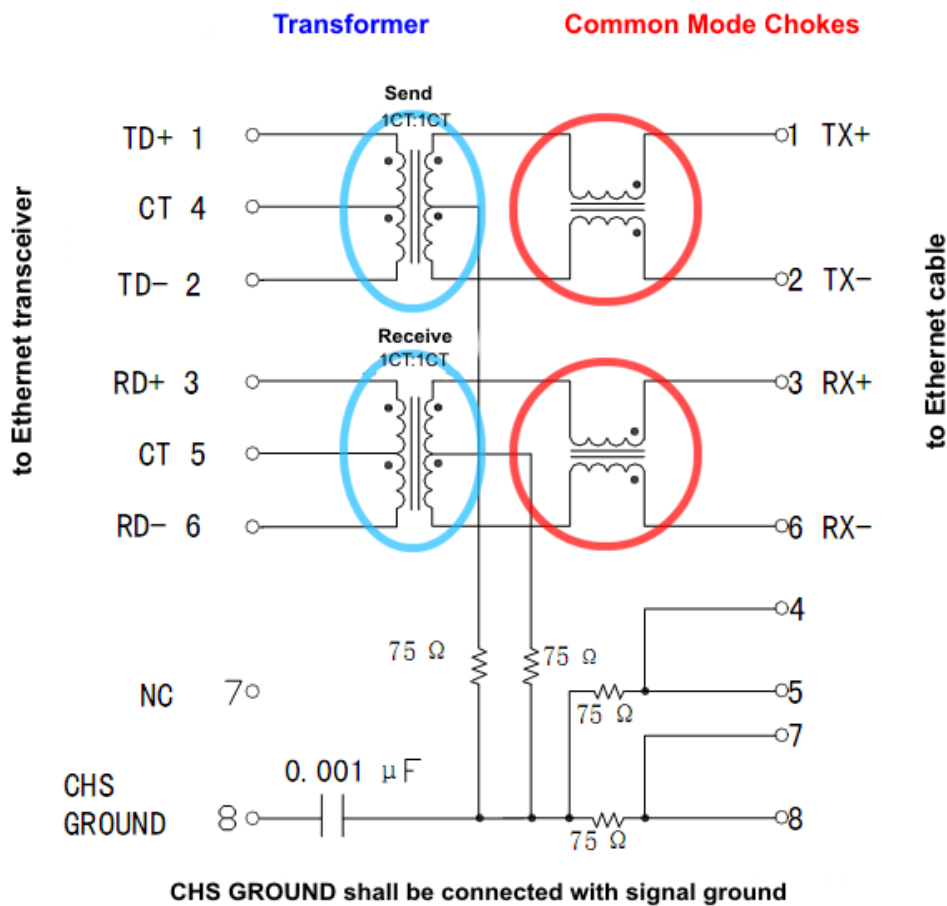 Transformer
Common Mode Chokes
Send
1CT:1CT
TD+ 1
1 TX+
CT 4
TD- 2
2 TX-
Receive
1CT:1CT
RD+ 3
3 RX+
CT 5
RD- 6
6 RX-
to Ethernet transceiver
to Ethernet cable
4
75 Ω
75 Ω
NC 7
5
75 Ω
7
0.001 μF
CHS
GROUND 8
8
75 Ω
CHS GROUND shall be connected with signal ground